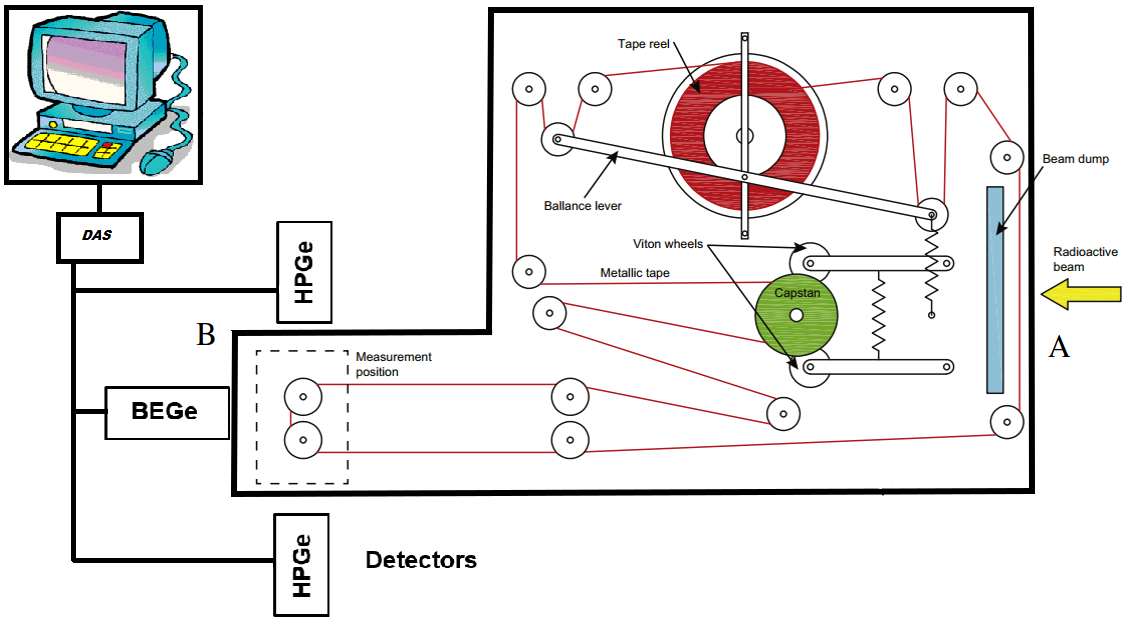 Tape reel
Beam dump
Ballance lever
DAS
Viton wheels
HPGe
Metallic tape
Radioactive
beam
Capstan
B
A
Measurement
position
BEGe
HPGe
Detectors